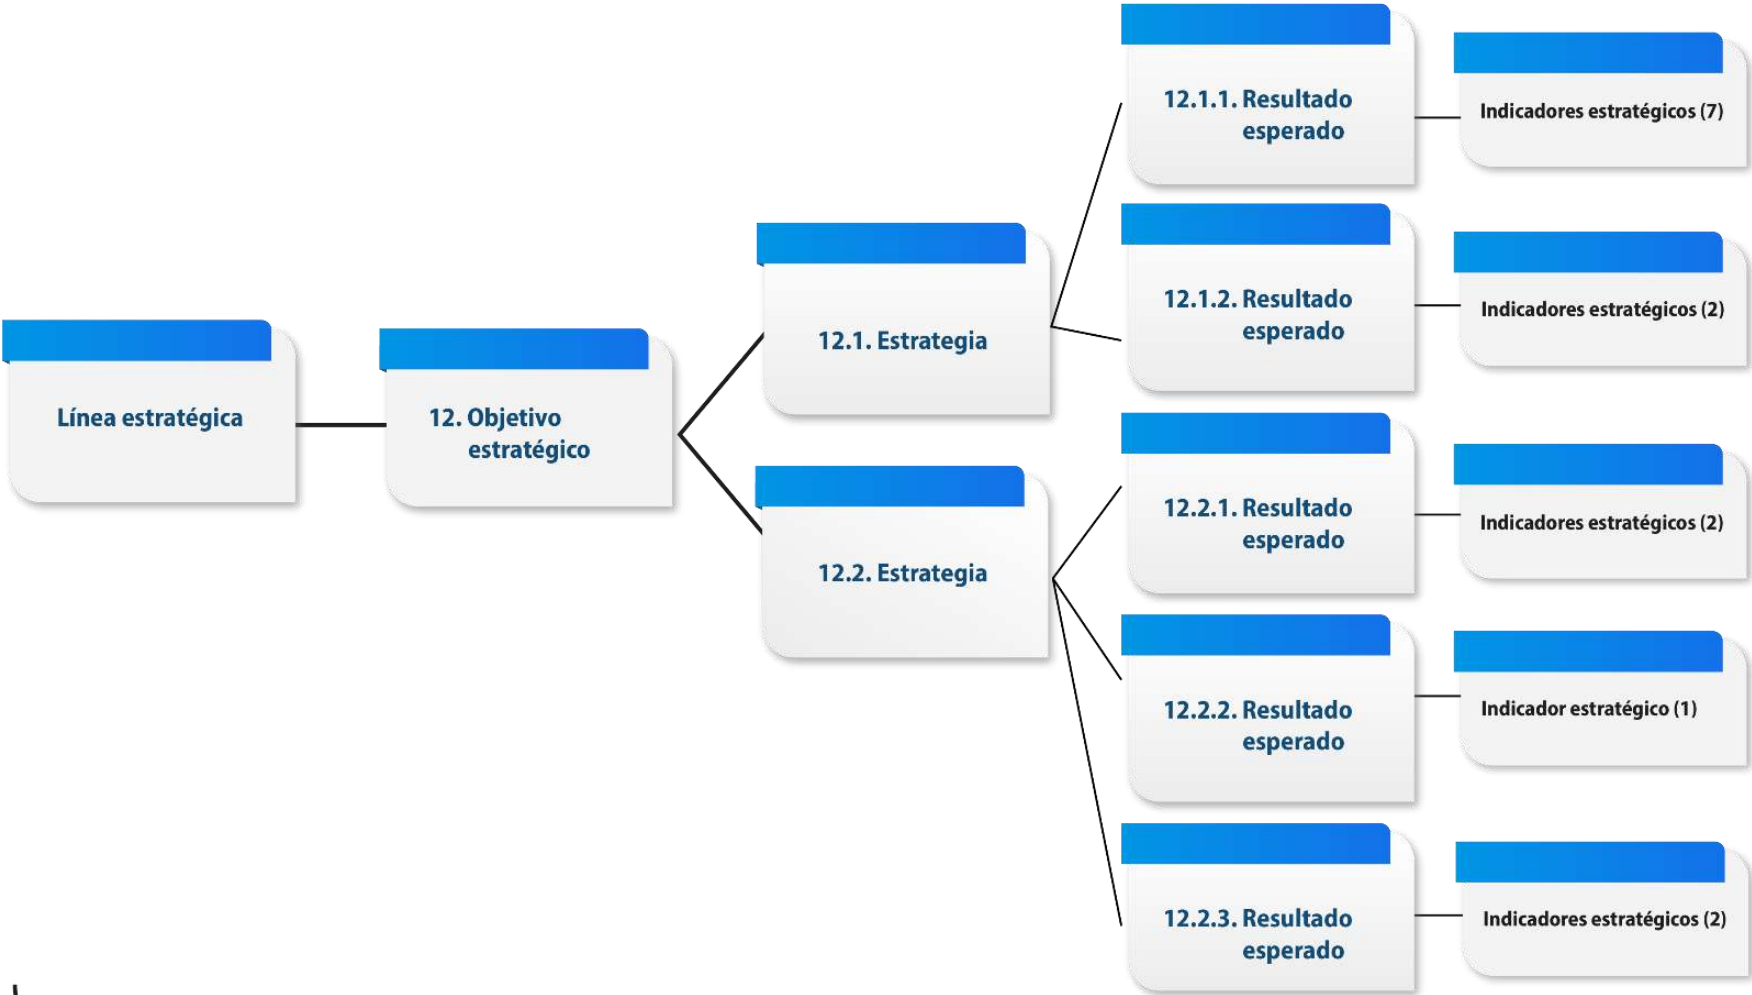 Línea estratégica
12. Objetivo
estratégico
12.1. Estrategia
12.2. Estrategia
12.1.1. Resultado
esperado
Indicadores estratégicos (7)
12.1.2. Resultado
esperado
Indicadores estratégicos (2)
12.2.1. Resultado
esperado
Indicadores estratégicos (2)
12.2.2. Resultado
esperado
Indicador estratégico (1)
12.2.3. Resultado
esperado
Indicadores estratégicos (2)